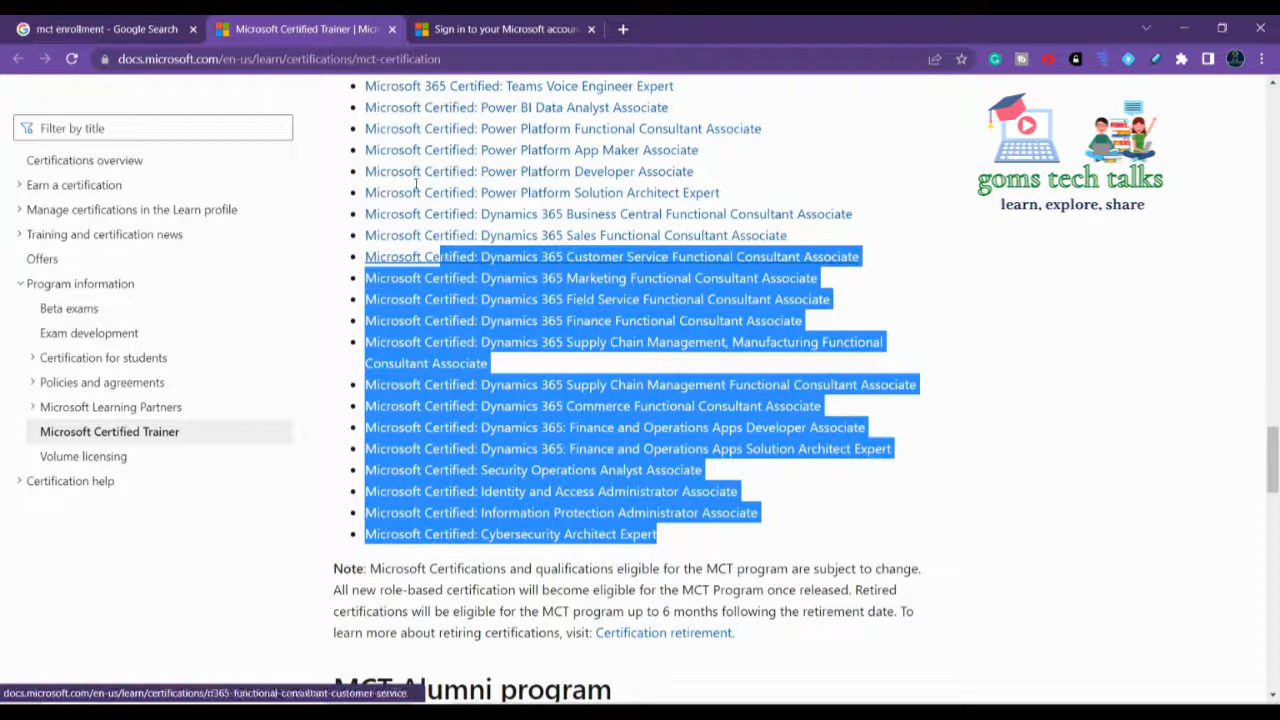 mct enrollment - Google Search
Microsoft Certified Trainer | Micr
Sign in to your Microsoft accoun
docs.microsoft.com/en-us/learn/certifications/mct-certification
Filter by title
Certifications overview
Earn a certification
Manage certifications in the Learn profile
Training and certification news
Offers
Program information
Beta exams
Exam development
Certification for students
Policies and agreements
Microsoft Learning Partners
Microsoft Certified Trainer
Volume licensing
Certification help
Microsoft 365 Certified: Teams Voice Engineer Expert
Microsoft Certified: Power BI Data Analyst Associate
Microsoft Certified: Power Platform Functional Consultant Associate
Microsoft Certified: Power Platform App Maker Associate
Microsoft Certified: Power Platform Developer Associate
Microsoft Certified: Power Platform Solution Architect Expert
Microsoft Certified: Dynamics 365 Business Central Functional Consultant Associate
Microsoft Certified: Dynamics 365 Sales Functional Consultant Associate
Microsoft Certified: Dynamics 365 Customer Service Functional Consultant Associate
Microsoft Certified: Dynamics 365 Marketing Functional Consultant Associate
Microsoft Certified: Dynamics 365 Field Service Functional Consultant Associate
Microsoft Certified: Dynamics 365 Finance Functional Consultant Associate
Microsoft Certified: Dynamics 365 Supply Chain Management, Manufacturing Functional
Consultant Associate
Microsoft Certified: Dynamics 365 Supply Chain Management Functional Consultant Associate
Microsoft Certified: Dynamics 365 Commerce Functional Consultant Associate
Microsoft Certified: Dynamics 365: Finance and Operations Apps Developer Associate
Microsoft Certified: Dynamics 365: Finance and Operations Apps Solution Architect Expert
Microsoft Certified: Security Operations Analyst Associate
Microsoft Certified: Identity and Access Administrator Associate
Microsoft Certified: Information Protection Administrator Associate
Microsoft Certified: Cybersecurity Architect Expert
Note: Microsoft Certifications and qualifications eligible for the MCT program are subject to change.
All new role-based certification will become eligible for the MCT Program once released. Retired
certifications will be eligible for the MCT program up to 6 months following the retirement date. To
learn more about retiring certifications, visit: Certification retirement.
MCT Alumni program
goms tech talks
learn, explore, share
docs.microsoft.com/en-us/learn/certifications/d365-functional-consultant-customer-service